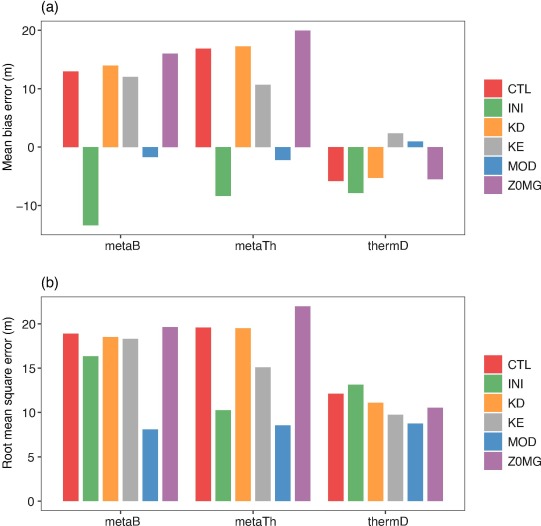 (a)
Mean bias error (m)
20
10
0
−10
metaB
metaTh
thermD
CTL
INI
KD
KE
MOD
Z0MG
(b)
Root mean square error (m)
20
15
10
5
0
metaB
metaTh
thermD
CTL
INI
KD
KE
MOD
Z0MG